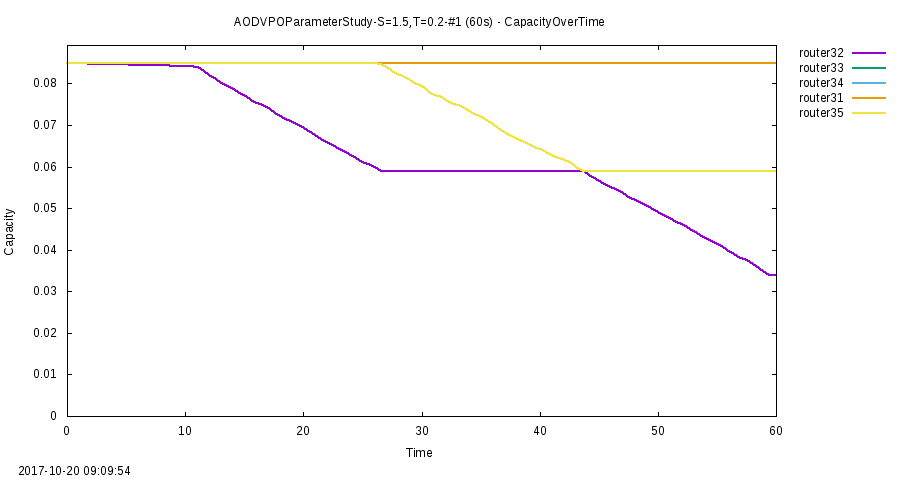 AODVPOParameterStudy-S=1.5,T=0.2-#1 (60s) - CapacityOverTime
router32
router33
router34
router31
router35
0.08
0.07
0.06
0.05
0.04
0.03
0.02
0.01
0
Capacity
0 10 20 30 40 50 60
Time
2017-10-20 09:09:54